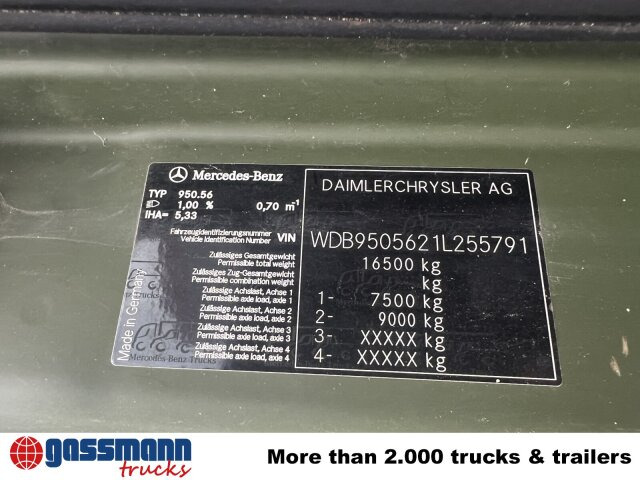 Mercedes-Benz
TYP 950.56
1,00 % 0,70 m-1
IHA= 5,33
Fahrzeugidentifizierungsnummer
Vehicle Identification Number VIN
Zulässiges Gesamtgewicht
Permissible total weight
Zulässiges Zug-Gesamtgewicht
Permissible combination weight
Zulässige Achslast, Achse 1
Permissible axle load, axle 1
Zulässige Achslast, Achse 2
Permissible axle load, axle 2
Zulässige Achslast, Achse 3
Permissible axle load, axle 3
Zulässige Achslast, Achse 4
Permissible axle load, axle 4
Made in Germany
Mercedes-Benz Trucks
DAIMLERCHRYSLER AG
WDB9505621L255791
16500 kg
kg
1- 7500 kg
2- 9000 kg
3- XXXXX kg
4- XXXXX kg
gassmann
trucks
More than 2.000 trucks & trailers